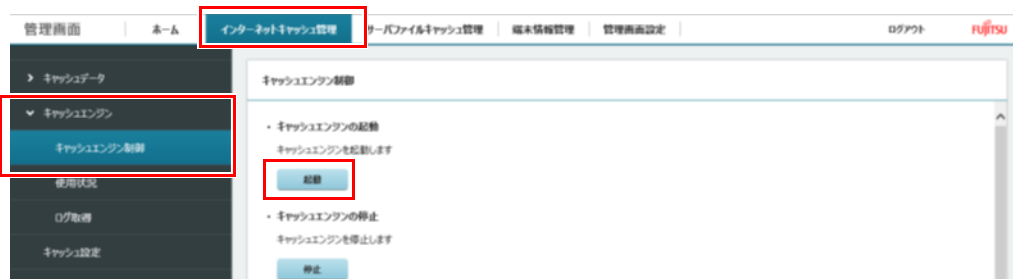 管理画面 ホーム インターネットキャッシュ管理 サーバファイルキャッシュ管理 端末情報管理 管理画面設定 ログアウト FUJITSU
キャッシュデータ
キャッシュエンジン
キャッシュエンジン制御
使用状況
ログ取得
キャッシュ設定
キャッシュエンジン制御
・ キャッシュエンジンの起動
キャッシュエンジンを起動します
起動
・ キャッシュエンジンの停止
キャッシュエンジンを停止します
停止